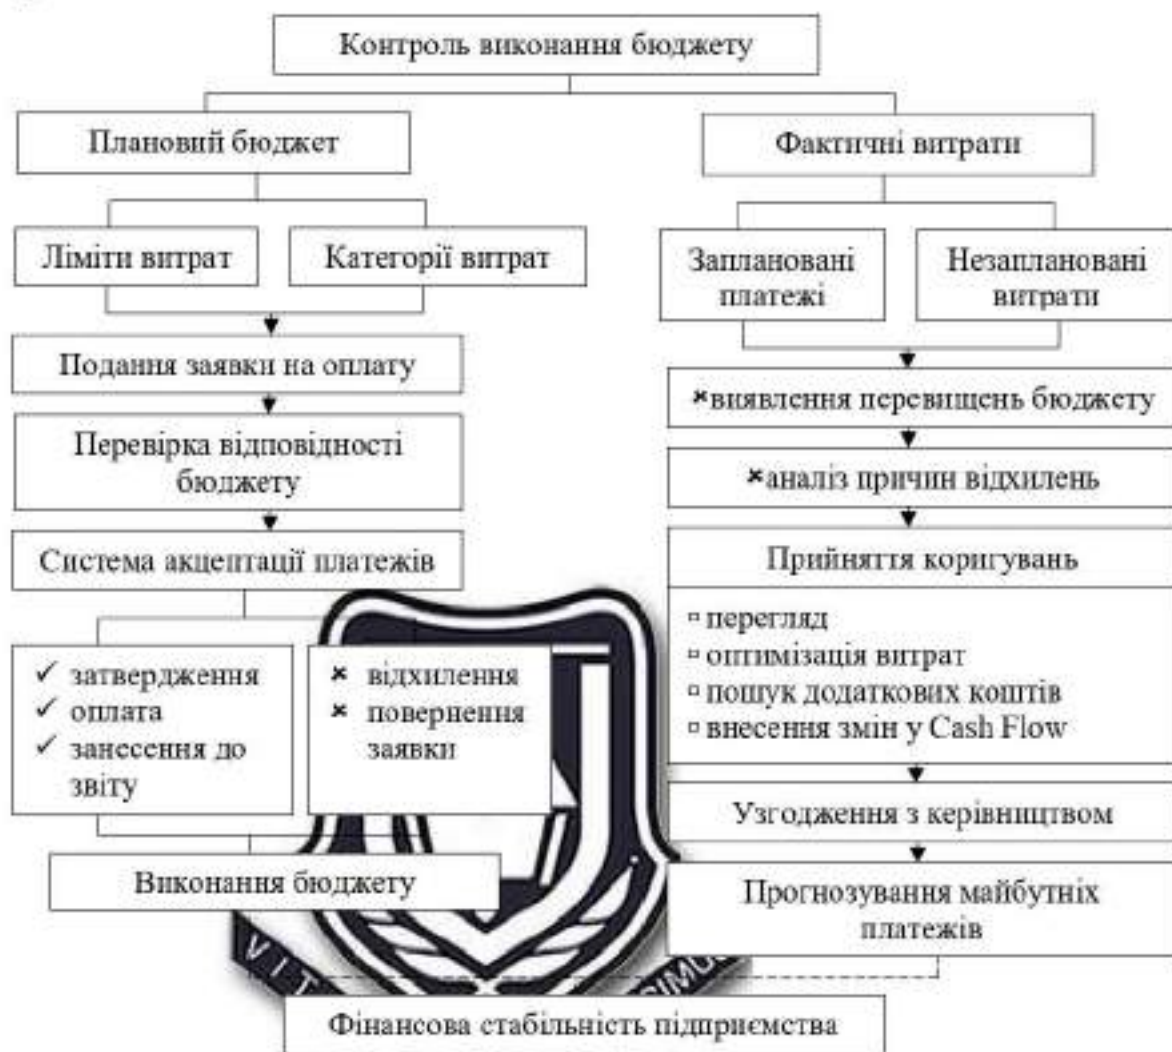 Контроль виконання бюджету
Плановий бюджет
Фактичні витрати
Ліміти витрат
Категорії витрат
Заплановані
платежі
Незаплановані
витрати
Подання заявки на оплату
×виявлення перевищень бюджету
Перевірка відповідності
бюджету
×аналіз причин відхилень
Система акцептації платежів
Прийняття коригувань
▫ перегляд
▫ оптимізація витрат
▫ пошук додаткових коштів
▫ внесення змін у Cash Flow
✓ затвердження
✓ оплата
✓ занесення до
звіту
× відхилення
× повернення
заявки
Узгодження з керівництвом
Виконання бюджету
Прогнозування майбутніх
платежів
Фінансова стабільність підприємства